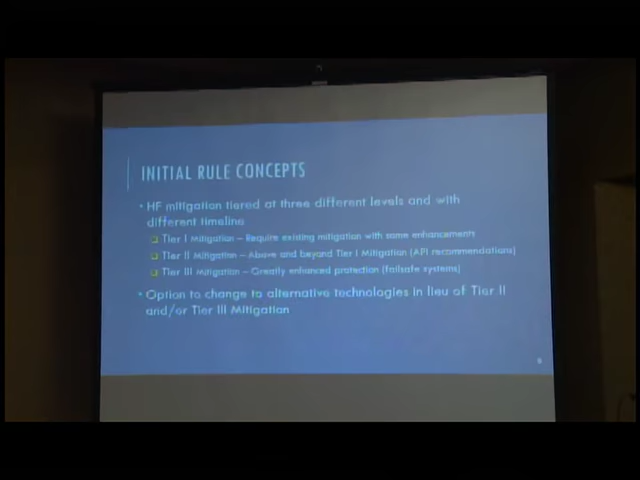 INITIAL RULE CONCEPTS
HF mitigation tiered at three different levels and with
different timeline
Tier I Mitigation – Require existing mitigation with some enhancements
Tier II Mitigation – Above and beyond Tier I Mitigation (API recommendations)
Tier III Mitigation – Greatly enhanced protection (failsafe systems)
Option to change to alternative technologies in lieu of Tier II
and/or Tier III Mitigation